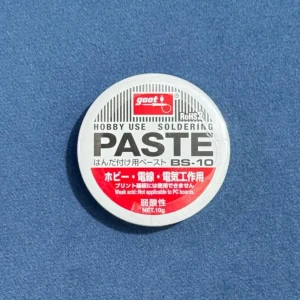 goot
RoHS2
HOBBY USE SOLDERING
PASTE
はんだ付け用ペースト BS-10
ホビー・電線・電気工作用
プリント基板には使用できません
Weak acid: Not applicable to PC boards.
弱酸性
NET.10g